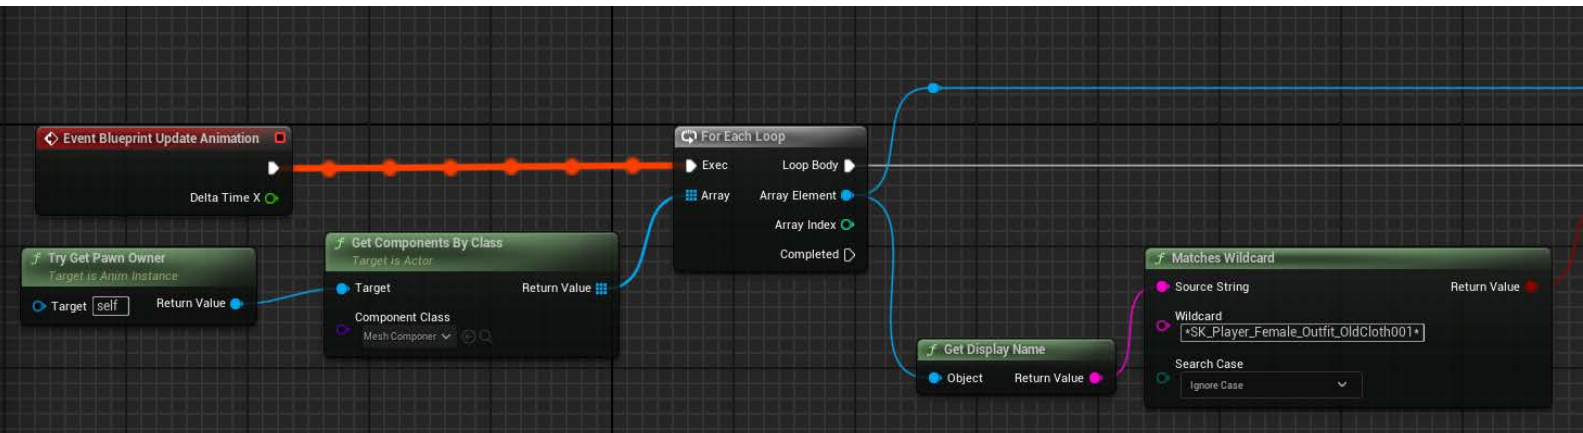 Event Blueprint Update Animation
Delta Time X
Try Get Pawn Owner
Target is Anim Instance
Target self Return Value
Get Components By Class
Target is Actor
Target Return Value
Component Class
Mesh Componer
For Each Loop
Exec Loop Body
Array Array Element
Array Index
Completed
Get Display Name
Object Return Value
Matches Wildcard
Source String Return Value
Wildcard
*SK_Player_Female_Outfit_OldCloth001*
Search Case
Ignore Case